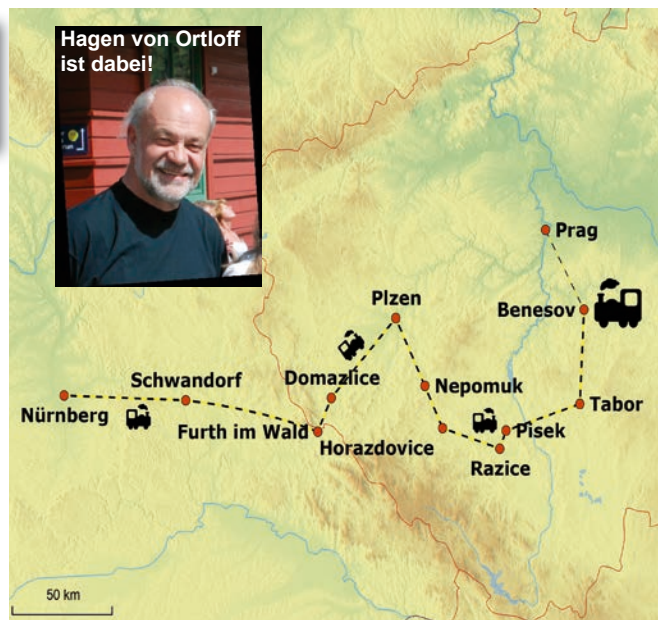 Hagen von Ortloff
ist dabei!
Prag
Benesov
Plzen
Schwandorf
Domazlice
Nepomuk
Tabor
Nürnberg
Furth im Wald
Horazdovice
Pisek
Razice
50 km